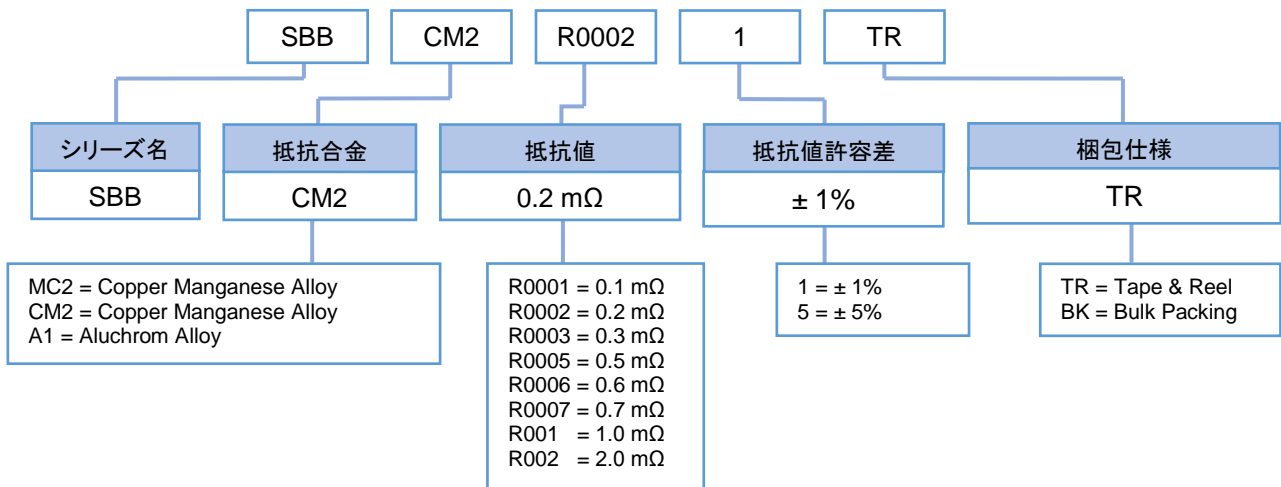 SBB CM2 R0002 1 TR
シリーズ名 抵抗合金 抵抗値 抵抗値許容差 梱包仕様
SBB CM2 0.2 mΩ ± 1% TR
MC2 = Copper Manganese Alloy
CM2 = Copper Manganese Alloy
A1 = Aluchrom Alloy
R0001 = 0.1 mΩ
R0002 = 0.2 mΩ
R0003 = 0.3 mΩ
R0005 = 0.5 mΩ
R0006 = 0.6 mΩ
R0007 = 0.7 mΩ
R001 = 1.0 mΩ
R002 = 2.0 mΩ
1 = ± 1%
5 = ± 5%
TR = Tape & Reel
BK = Bulk Packing